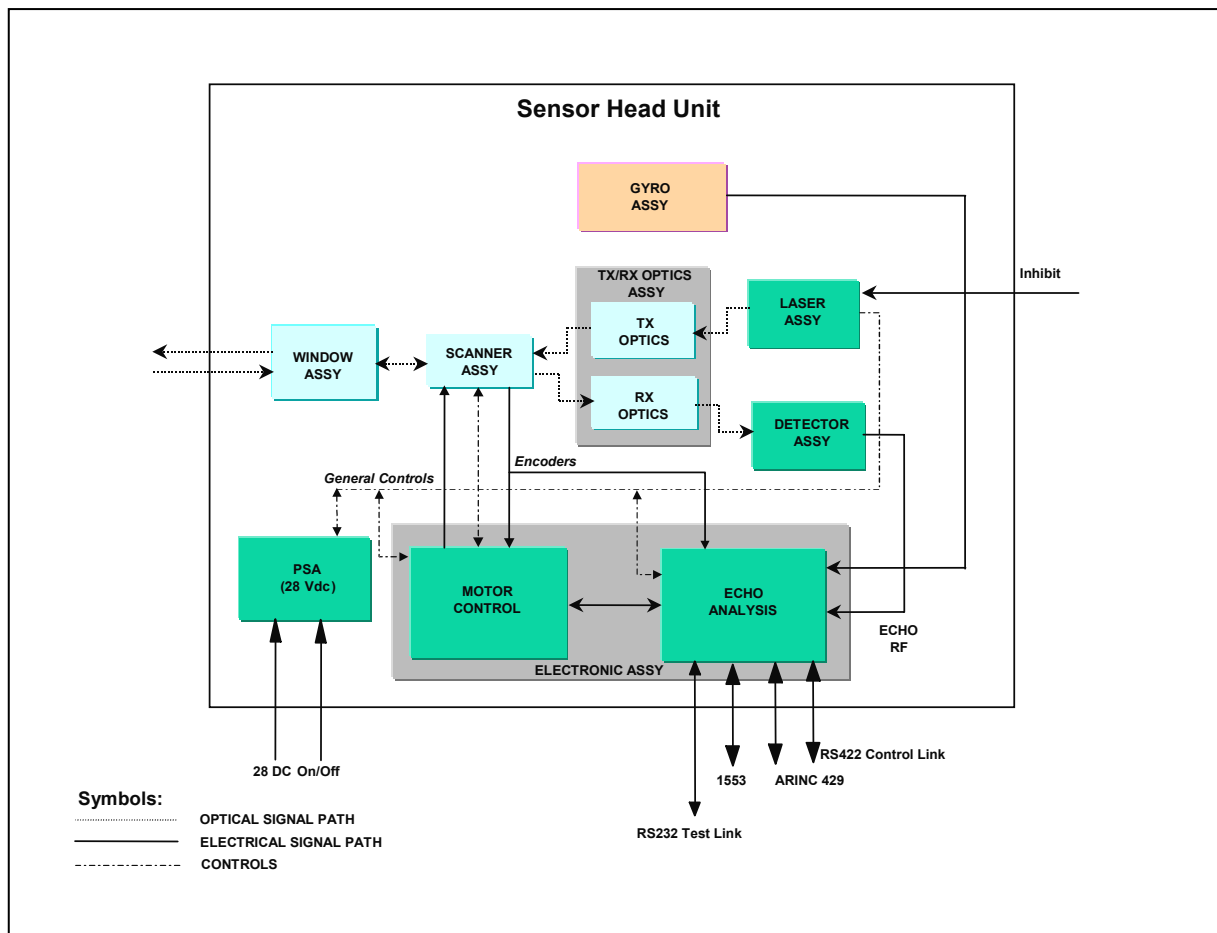 Sensor Head Unit
GYRO
ASSY
TX/RX OPTICS
ASSY
Inhibit
LASER
ASSY
TX
OPTICS
WINDOW
ASSY
SCANNER
ASSY
RX
OPTICS
DETECTOR
ASSY
Encoders
General Controls
PSA
(28 Vdc)
MOTOR
CONTROL
ECHO
ANALYSIS
ECHO
RF
ELECTRONIC ASSY
28 DC On/Off
RS422 Control Link
1553
ARINC 429
RS232 Test Link
Symbols:
OPTICAL SIGNAL PATH
ELECTRICAL SIGNAL PATH
CONTROLS